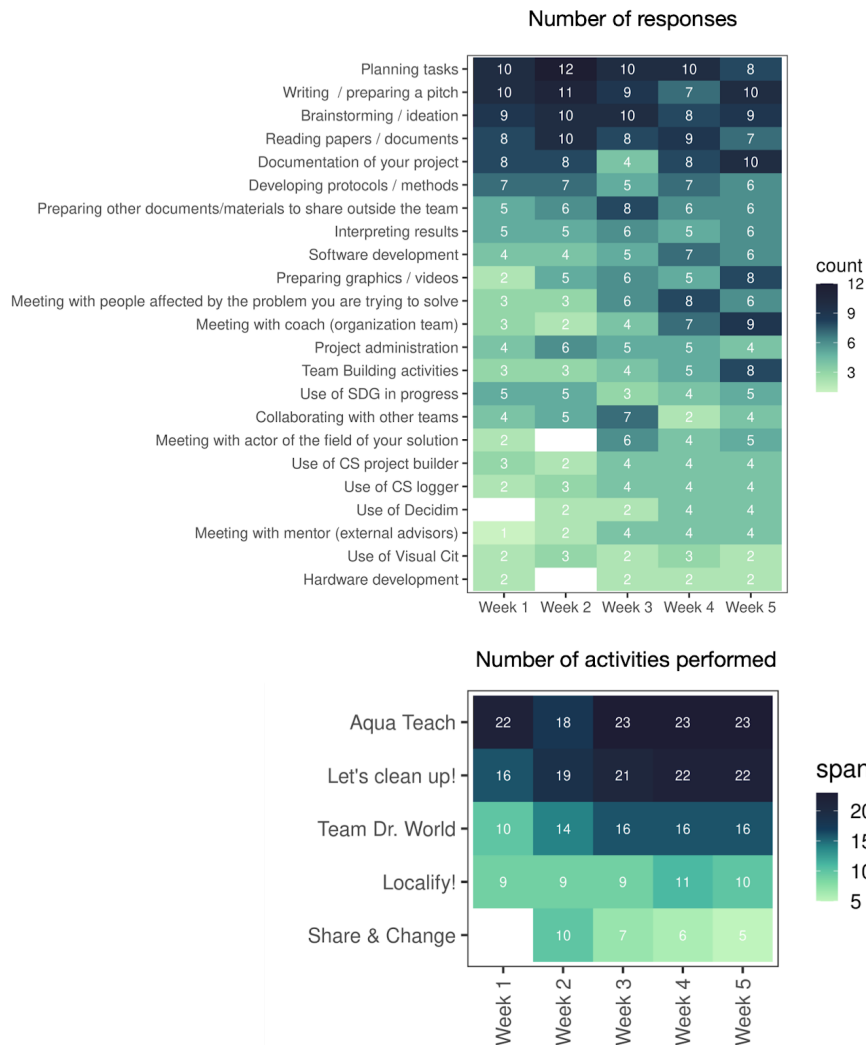 Number of responses
Planning tasks 10 12 10 10 8
Writing / preparing a pitch 10 11 9 7 10
Brainstorming / ideation 9 10 10 8 9
Reading papers / documents 8 10 8 9 7
Documentation of your project 8 8 4 8 10
Developing protocols / methods 7 7 5 7 6
Preparing other documents/materials to share outside the team 5 6 8 6 6
Interpreting results 5 5 6 5 6
Software development 4 4 5 7 6
Preparing graphics / videos 2 5 6 5 8
Meeting with people affected by the problem you are trying to solve 3 3 6 8 6
Meeting with coach (organization team) 3 2 4 7 9
Project administration 4 6 5 5 4
Team Building activities 3 3 4 5 8
Use of SDG in progress 5 5 3 4 5
Collaborating with other teams 4 5 7 2 4
Meeting with actor of the field of your solution 2 6 4 5
Use of CS project builder 3 2 4 4 4
Use of CS logger 2 3 4 4 4
Use of Decidim 2 2 4 4
Meeting with mentor (external advisors) 1 2 4 4 4
Use of Visual Cit 2 3 2 3 2
Hardware development 2 2 2 2
Week 1 Week 2 Week 3 Week 4 Week 5
count
12
9
6
3
Number of activities performed
Aqua Teach 22 18 23 23 23
Let's clean up! 16 19 21 22 22
Team Dr. World 10 14 16 16 16
Localify! 9 9 9 11 10
Share & Change 10 7 6 5
Week 1 Week 2 Week 3 Week 4 Week 5
span
20
15
10
5